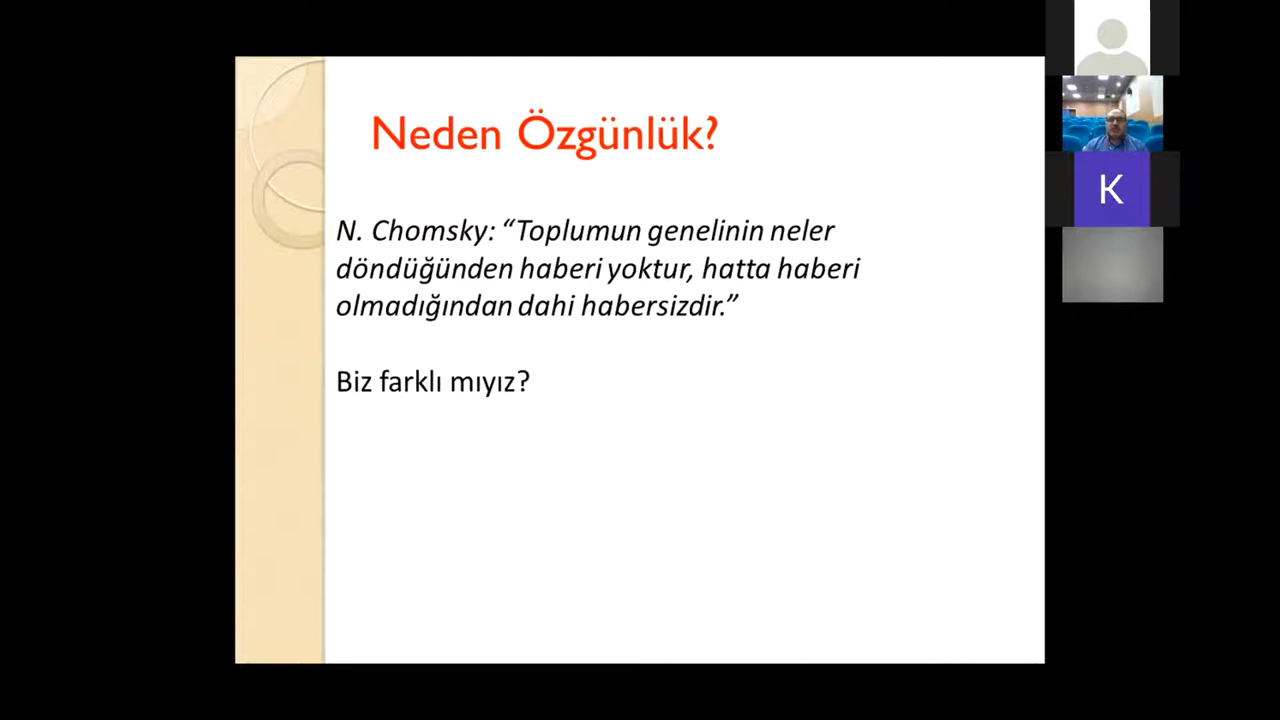 Neden Özgünlük?
N. Chomsky: “Toplumun genelinin neler
döndüğünden haberi yoktur, hatta haberi
olmadığından dahi habersizdir.”
Biz farklı mıyız?
K